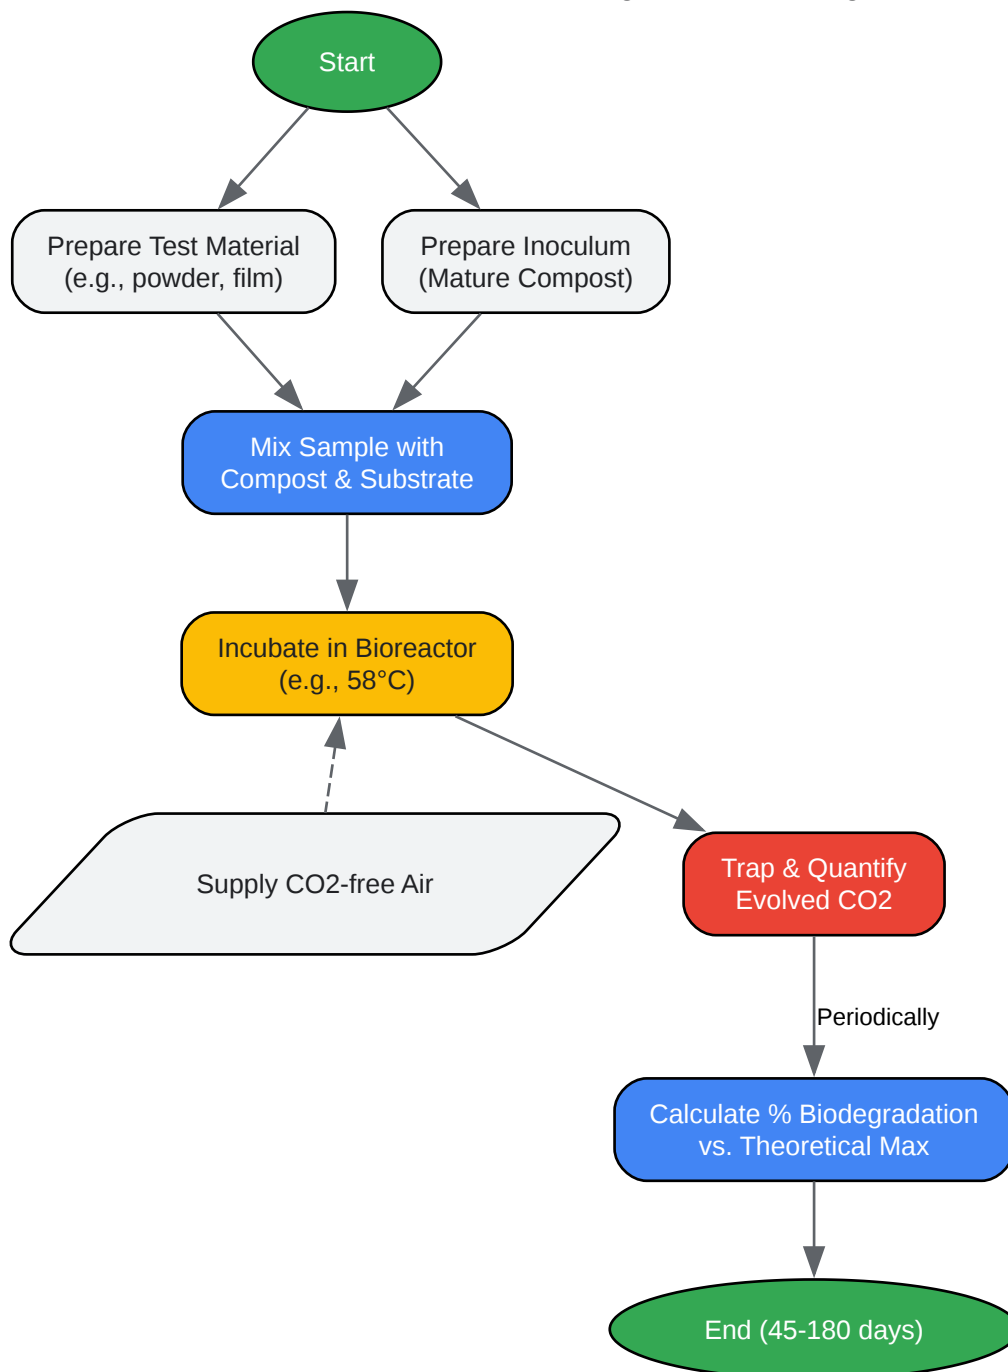 Start
Prepare Test Material
(e.g., powder, film)
Prepare Inoculum
(Mature Compost)
Mix Sample with
Compost & Substrate
Incubate in Bioreactor
(e.g., 58°C)
Supply CO2-free Air
Trap & Quantify
Evolved CO2
Periodically
Calculate % Biodegradation
vs. Theoretical Max
End (45-180 days)